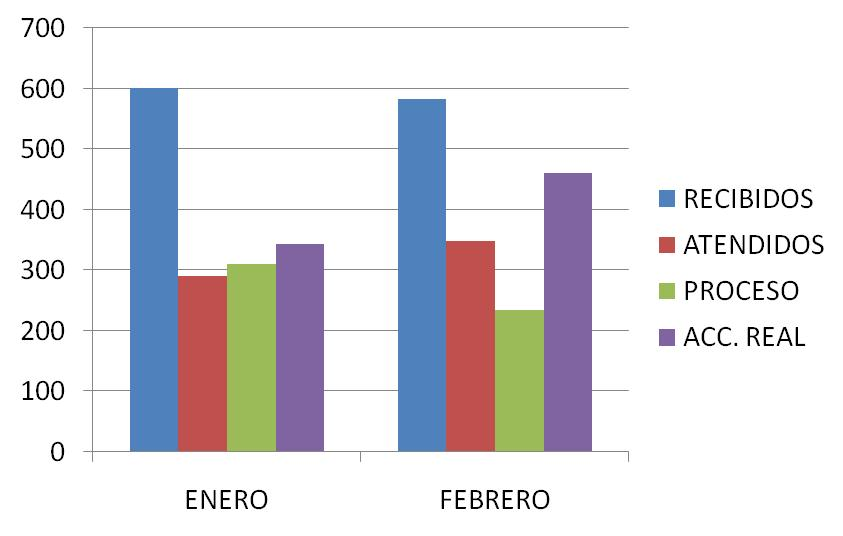 700
600
500
400
300
200
100
0
ENERO
FEBRERO
RECIBIDOS
ATENDIDOS
PROCESO
ACC. REAL